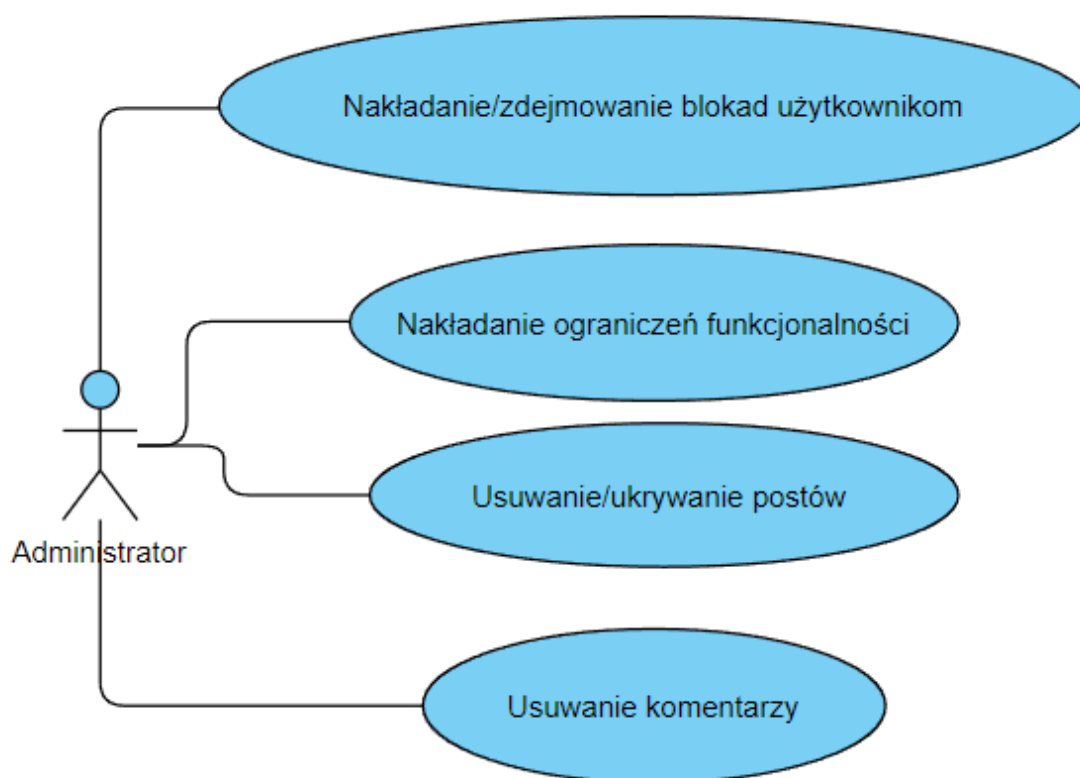 Nakładanie/zdejmowanie blokad użytkownikom
Nakładanie ograniczeń funkcjonalności
Usuwanie/ukrywanie postów
Administrator
Usuwanie komentarzy